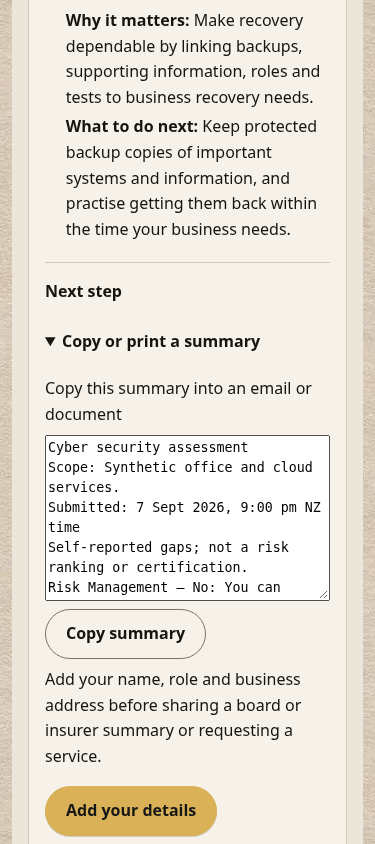 Why it matters: Make recovery
dependable by linking backups,
supporting information, roles and
tests to business recovery needs.
What to do next: Keep protected
backup copies of important
systems and information, and
practise getting them back within
the time your business needs.
Next step
▼ Copy or print a summary
Copy this summary into an email or
document
Cyber security assessment
Scope: Synthetic office and cloud
services.
Submitted: 7 Sept 2026, 9:00 pm NZ
time
Self-reported gaps; not a risk
ranking or certification.
Risk Management — No: You can
Copy summary
Add your name, role and business
address before sharing a board or
insurer summary or requesting a
service.
Add your details